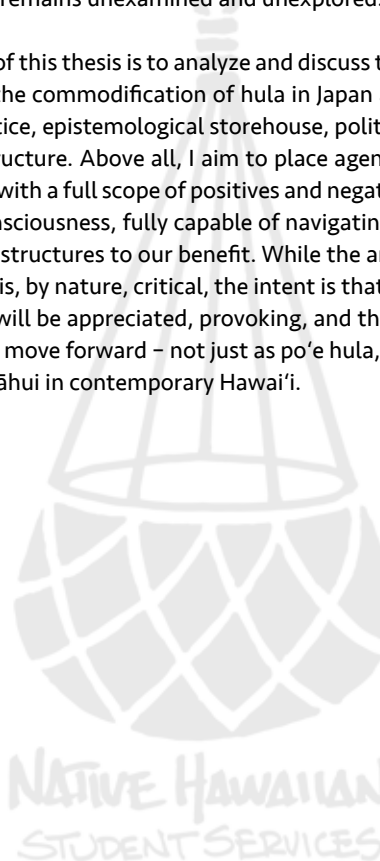 remains unexamined and unexplored.
of this thesis is to analyze and discuss
the commodification of hula in Japan
tice, epistemological storehouse, polit
ucture. Above all, I aim to place agen
with a full scope of positives and negat
nsciousness, fully capable of navigatin
structures to our benefit. While the a
is, by nature, critical, the intent is that
will be appreciated, provoking, and th
move forward – not just as poʻe hula,
āhui in contemporary Hawaiʻi.
NATIVE HAWAIIAN
STUDENT SERVICES